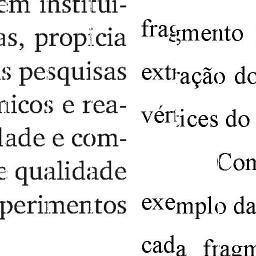 em institui-
as, propicia
s pesquisas
nicos e rea-
lade e com-
e qualidade
perimentos
fragmento
extração do
vértices do
Com
exemplo da
cada fragm